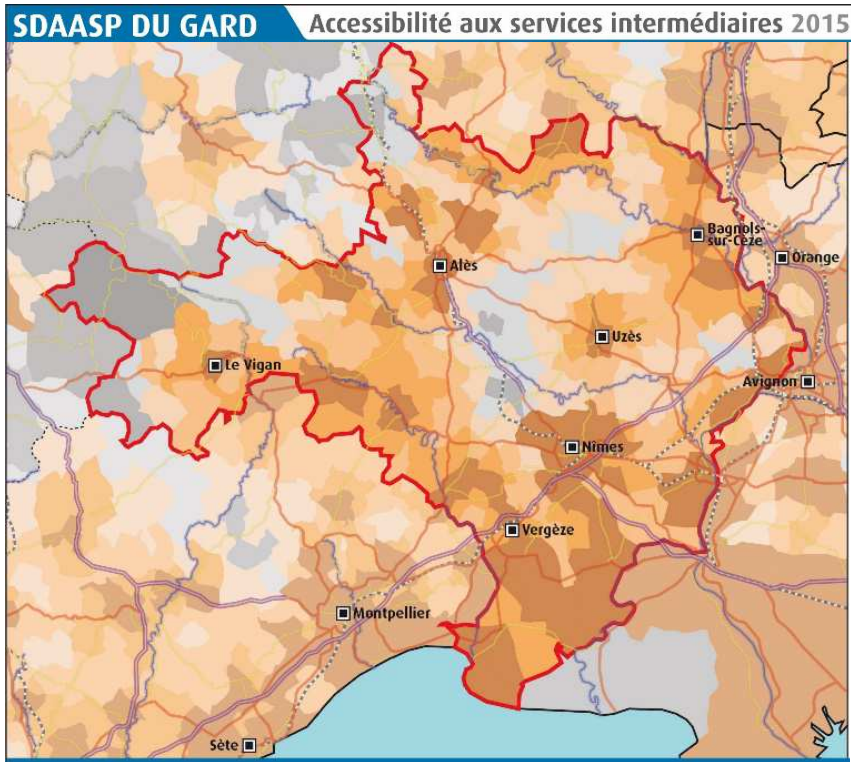 SDAASP DU GARD
Accessibilité aux services intermédiaires 2015
Bagnols-
sur-Cèze
Orange
Alès
Uzès
Le Vigan
Avignon
Nîmes
Vergèze
Montpellier
Sète